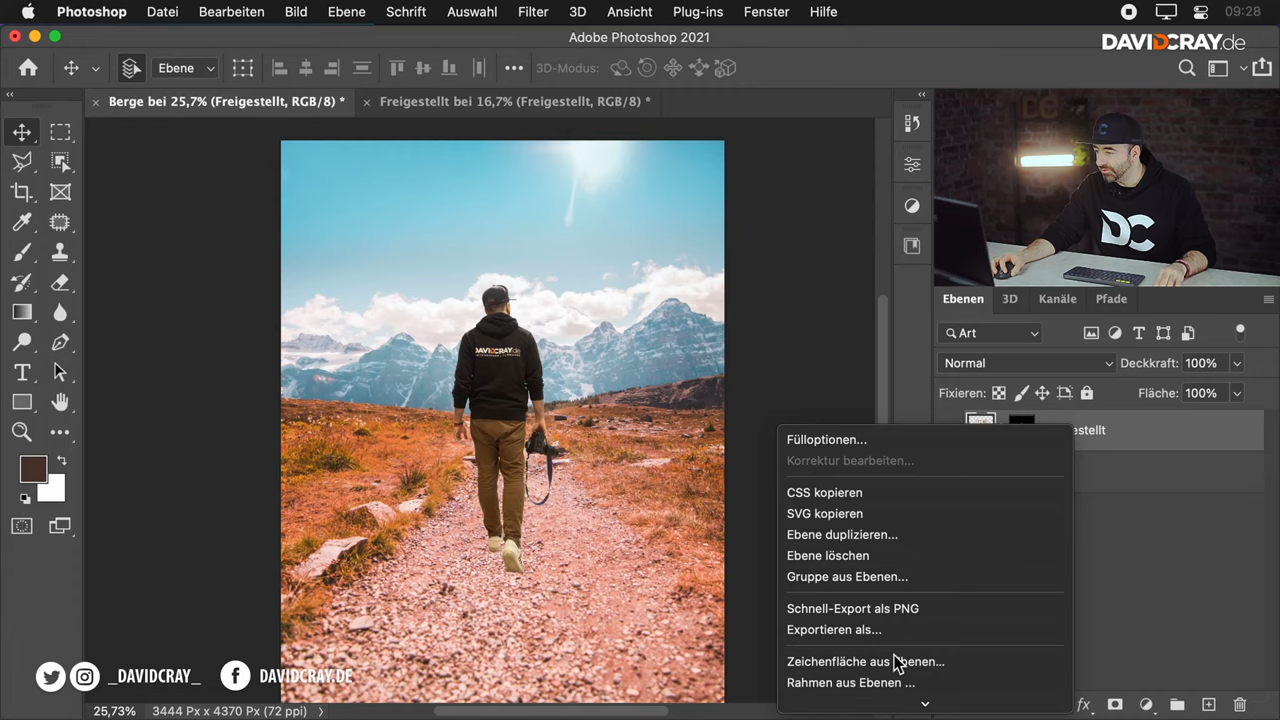 Photoshop Datei Bearbeiten Bild Ebene Schrift Auswahl Filter 3D Ansicht Plug-ins Fenster Hilfe 09:28
Adobe Photoshop 2021
DAVIDCRAY.de
Ebene 3D-Modus:
Berge bei 25,7% (Freigestellt, RGB/8) * Freigestellt bei 16,7% (Freigestellt, RGB/8) *
DC
DAVIDCRAY.de
Ebenen 3D Kanäle Pfade
Art
Normal Deckkraft: 100%
Fixieren: Fläche: 100%
estellt
Fülloptionen...
Korrektur bearbeiten...
CSS kopieren
SVG kopieren
Ebene duplizieren...
Ebene löschen
Gruppe aus Ebenen...
Schnell-Export als PNG
Exportieren als...
Zeichenfläche aus Ebenen...
Rahmen aus Ebenen ...
_DAVIDCRAY_ DAVIDCRAY.DE
25,73% 3444 Px x 4370 Px (72 ppi)
fx